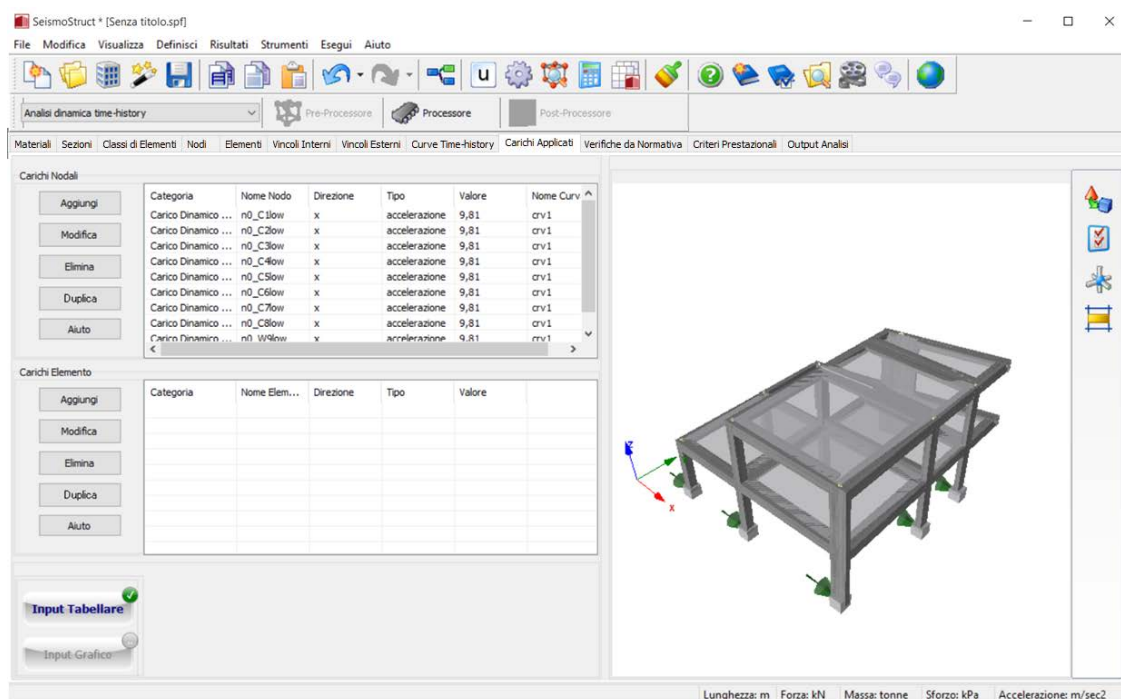 SeismoStruct * [Senza titolo.spf]
File Modifica Visualizza Definisci Risultati Strumenti Esegui Aiuto
u
Analisi dinamica time-history Pre-Processore Processore Post-Processore
Materiali Sezioni Classi di Elementi Nodi Elementi Vincoli Interni Vincoli Esterni Curve Time-history Carichi Applicati Verifiche da Normativa Criteri Prestazionali Output Analisi
Carichi Nodali
Aggiungi
Modifica
Elimina
Duplica
Aiuto
Categoria Nome Nodo Direzione Tipo Valore Nome Curv
Carico Dinamico ... n0_C1low x accelerazione 9,81 crv1
Carico Dinamico ... n0_C2low x accelerazione 9,81 crv1
Carico Dinamico ... n0_C3low x accelerazione 9,81 crv1
Carico Dinamico ... n0_C4low x accelerazione 9,81 crv1
Carico Dinamico ... n0_C5low x accelerazione 9,81 crv1
Carico Dinamico ... n0_C6low x accelerazione 9,81 crv1
Carico Dinamico ... n0_C7low x accelerazione 9,81 crv1
Carico Dinamico ... n0_C8low x accelerazione 9,81 crv1
Carico Dinamico ... n0_W9low x accelerazione 9,81 crv1
Carichi Elemento
Aggiungi
Modifica
Elimina
Duplica
Aiuto
Categoria Nome Elem... Direzione Tipo Valore
Input Tabellare
Input Grafico
z
x
Lunghezza: m Forza: kN Massa: tonne Sforzo: kPa Accelerazione: m/sec2